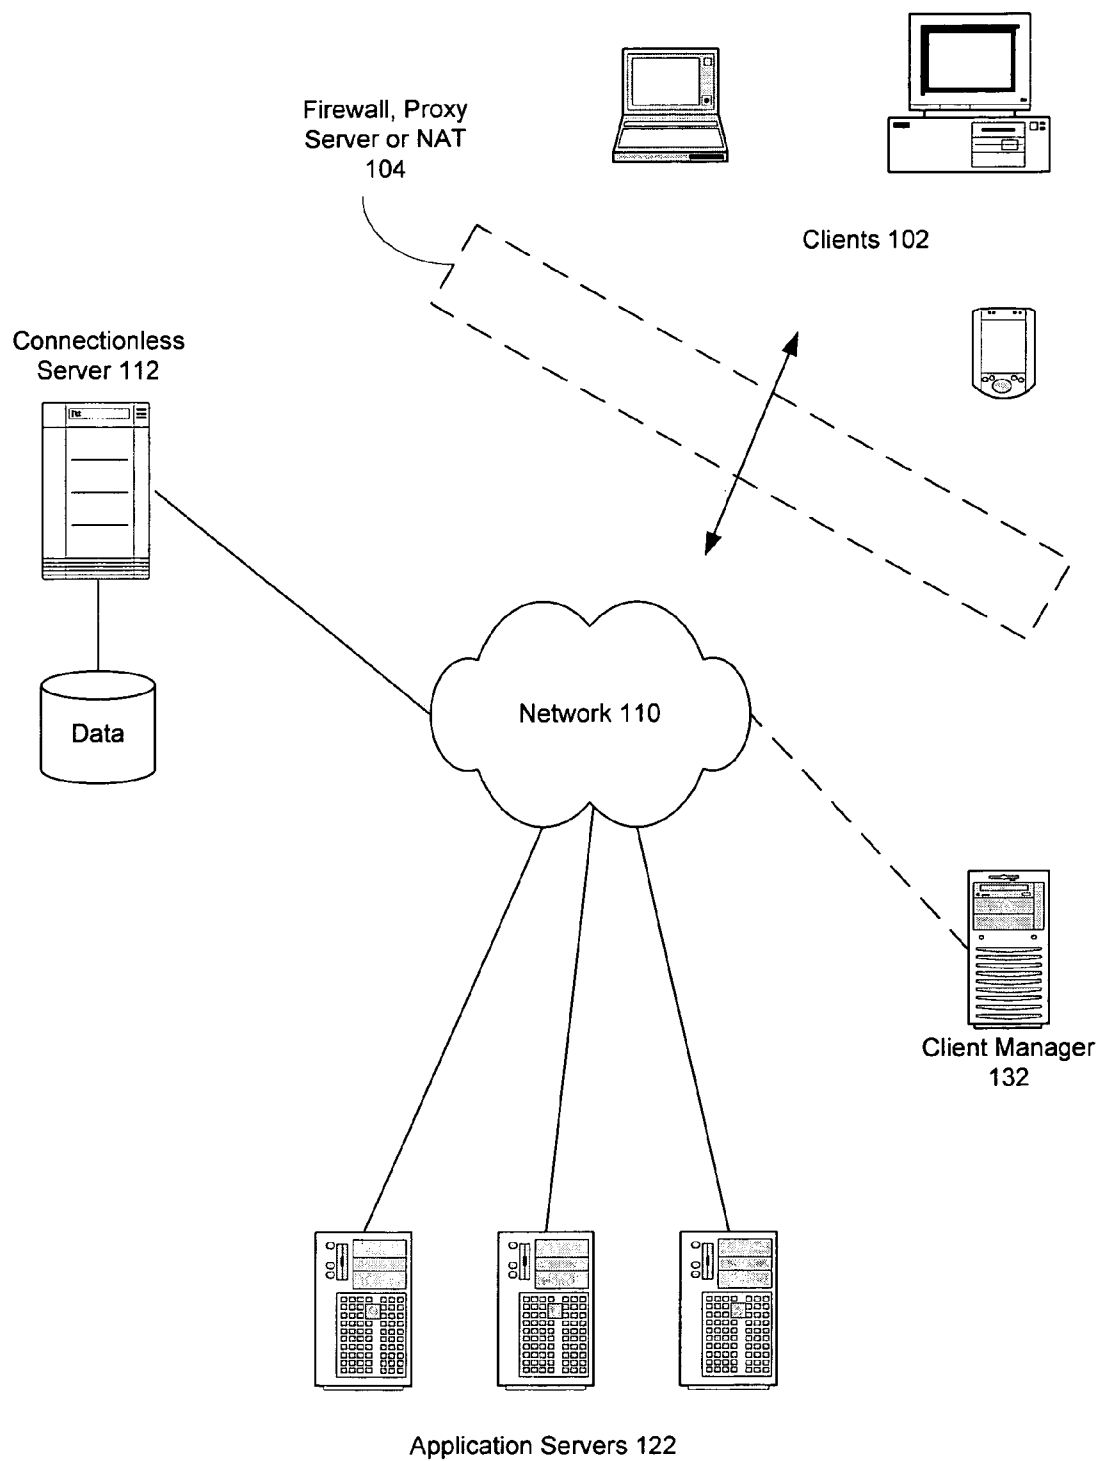 Firewall, Proxy
Server or NAT
104
Clients 102
Connectionless
Server 112
Data
Network 110
Client Manager
132
Application Servers 122